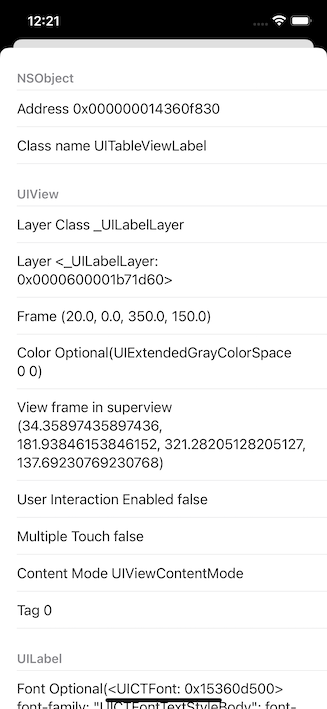 12:21
NSObject
Address 0x000000014360f830
Class name UITableViewLabel
UIView
Layer Class _UILabelLayer
Layer <_UILabelLayer:
0x0000600001b71d60>
Frame (20.0, 0.0, 350.0, 150.0)
Color Optional(UIExtendedGrayColorSpace
0 0)
View frame in superview
(34.35897435897436,
181.93846153846152, 321.28205128205127,
137.69230769230768)
User Interaction Enabled false
Multiple Touch false
Content Mode UIViewContentMode
Tag 0
UILabel
Font Optional(<UICTFont: 0x15360d500>
font-family: "UICTFontTextStyleBody"; font-